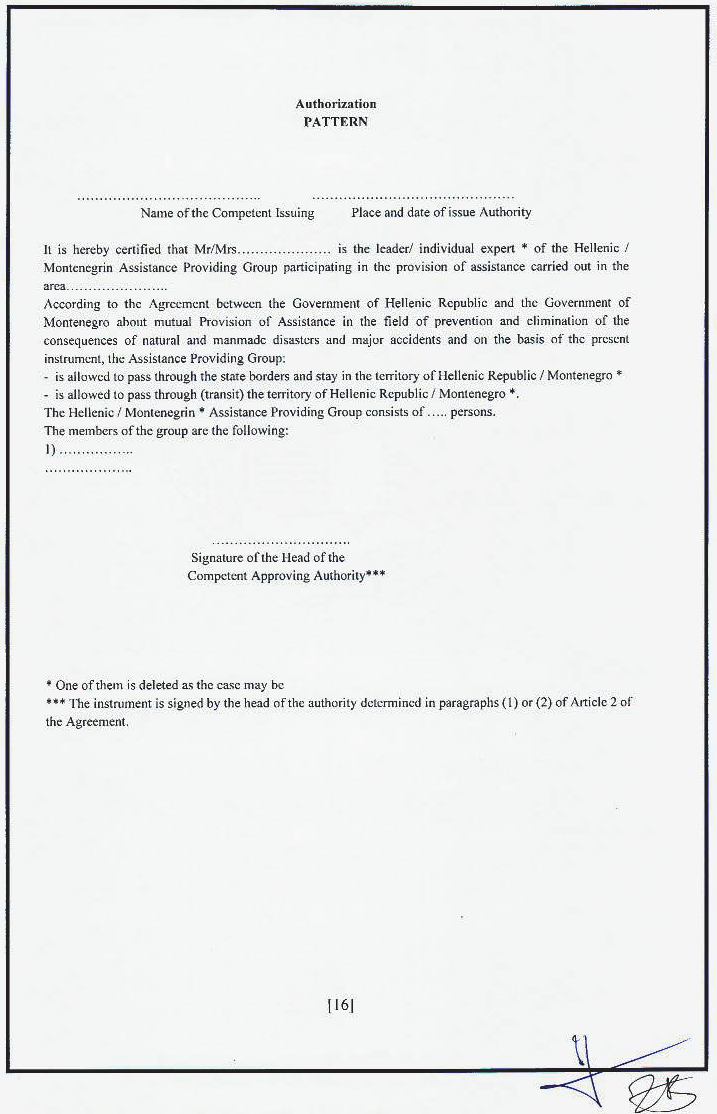 Authorization
PATTERN
........................................ .............................................
Name of the Competent Issuing Place and date of issue Authority
It is hereby certified that Mr/Mrs..................... is the leader/ individual expert * of the Hellenic /
Montenegrin Assistance Providing Group participating in the provision of assistance carried out in the
area.......................
According to the Agreement between the Government of Hellenic Republic and the Government of
Montenegro about mutual Provision of Assistance in the field of prevention and elimination of the
consequences of natural and manmade disasters and major accidents and on the basis of the present
instrument, the Assistance Providing Group:
- is allowed to pass through the state borders and stay in the territory of Hellenic Republic / Montenegro *
- is allowed to pass through (transit) the territory of Hellenic Republic / Montenegro *.
The Hellenic / Montenegrin * Assistance Providing Group consists of ..... persons.
The members of the group are the following:
1) .................
...................
...............................
Signature of the Head of the
Competent Approving Authority***
* One of them is deleted as the case may be
*** The instrument is signed by the head of the authority determined in paragraphs (1) or (2) of Article 2 of
the Agreement.
[16]